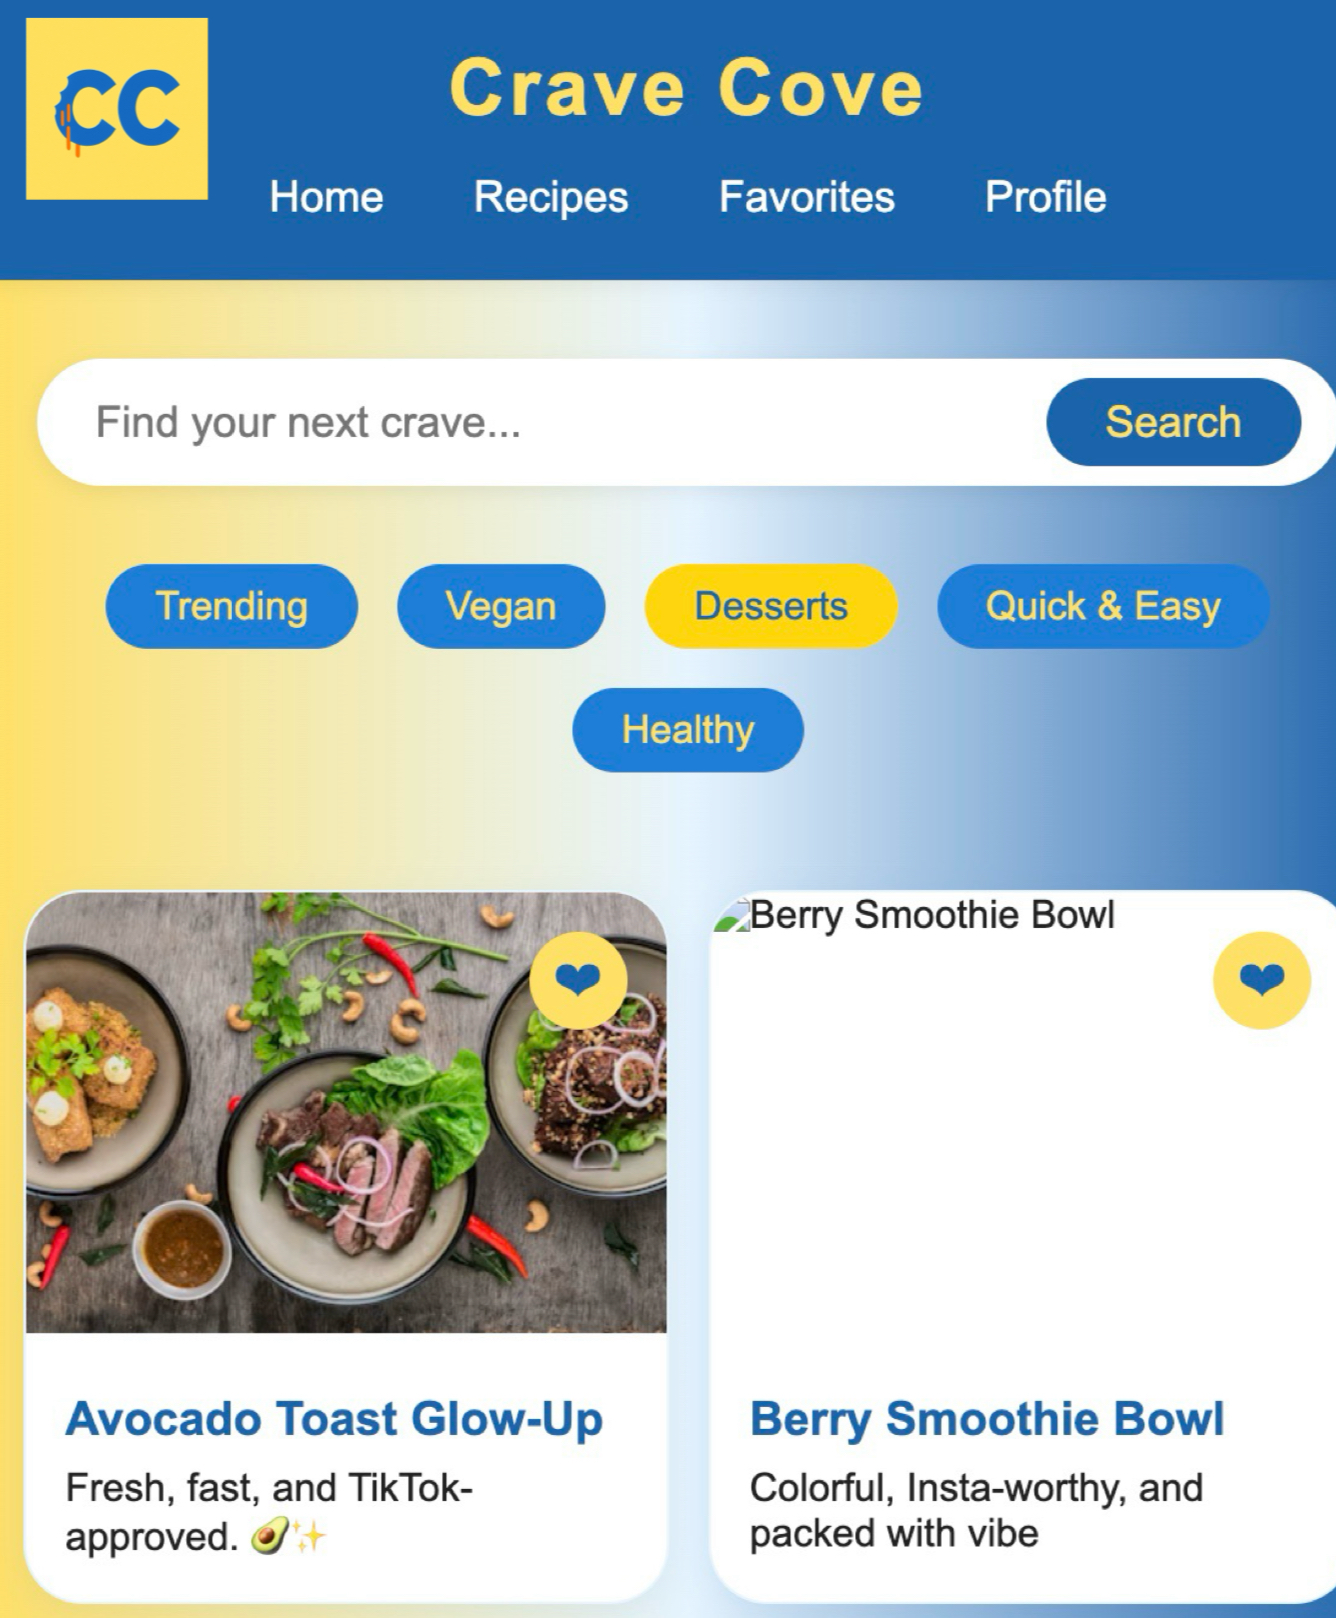 CC
Crave Cove
Home Recipes Favorites Profile
Find your next crave... Search
Trending Vegan Desserts Quick & Easy
Healthy
Berry Smoothie Bowl
Avocado Toast Glow-Up
Fresh, fast, and TikTok-
approved. 🥑✨
Berry Smoothie Bowl
Colorful, Insta-worthy, and
packed with vibe